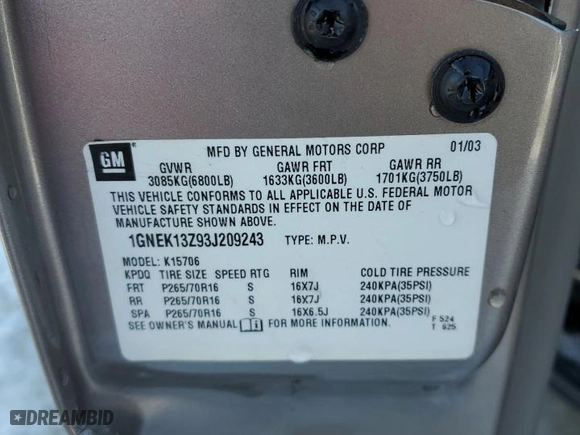 GM
MFD BY GENERAL MOTORS CORP 01/03
GVWR GAWR FRT GAWR RR
3085KG(6800LB) 1633KG(3600LB) 1701KG(3750LB)
THIS VEHICLE CONFORMS TO ALL APPLICABLE U.S. FEDERAL MOTOR
VEHICLE SAFETY STANDARDS IN EFFECT ON THE DATE OF
MANUFACTURE SHOWN ABOVE.
1GNEK13Z93J209243 TYPE: M.P.V.
MODEL: K15706
KPDQ TIRE SIZE SPEED RTG RIM COLD TIRE PRESSURE
FRT P265/70R16 S 16X7J 240KPA(35PSI)
RR P265/70R16 S 16X7J 240KPA(35PSI)
SPA P265/70R16 S 16X6.5J 240KPA(35PSI)
SEE OWNER'S MANUAL FOR MORE INFORMATION.
F 524
T 625
DREAMBID